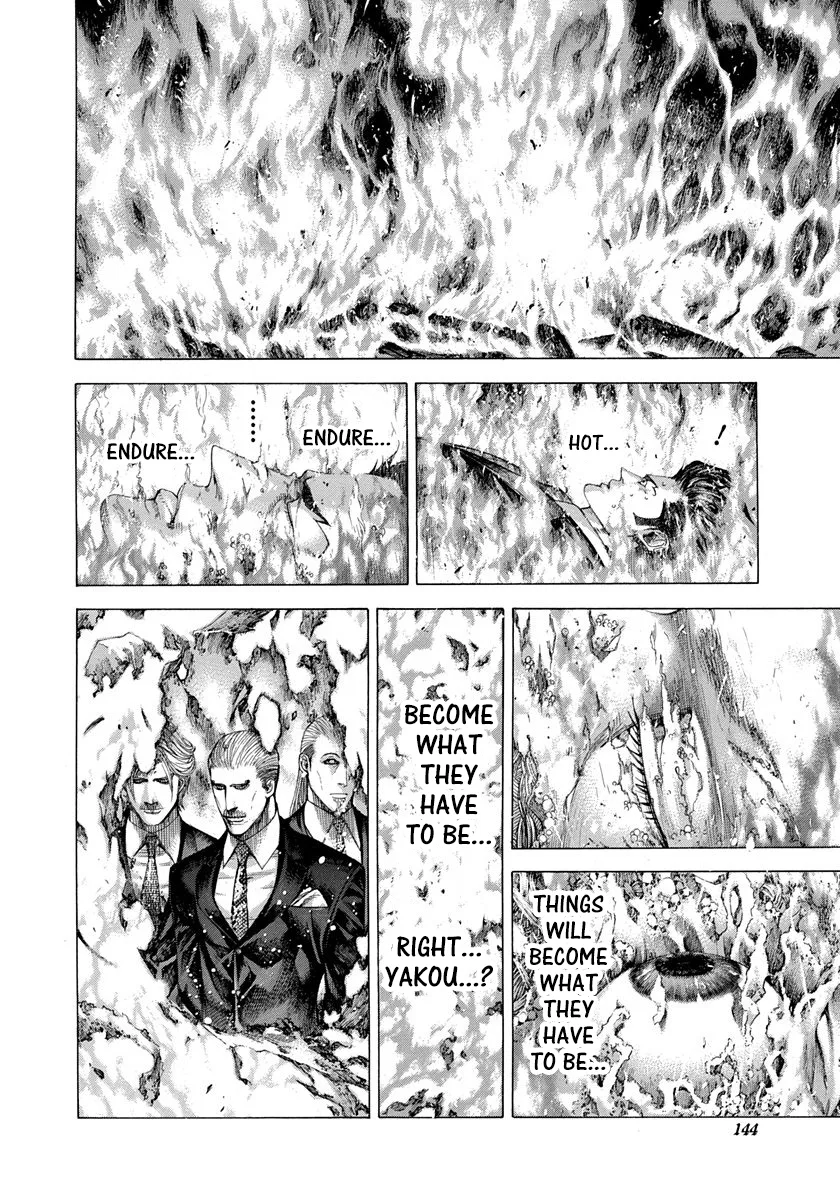 !
HOT...
ENDURE...
......
ENDURE...
THINGS
WILL
BECOME
WHAT
THEY
HAVE
TO BE...
BECOME
WHAT
THEY
HAVE
TO BE...
RIGHT...
YAKOU...?
144